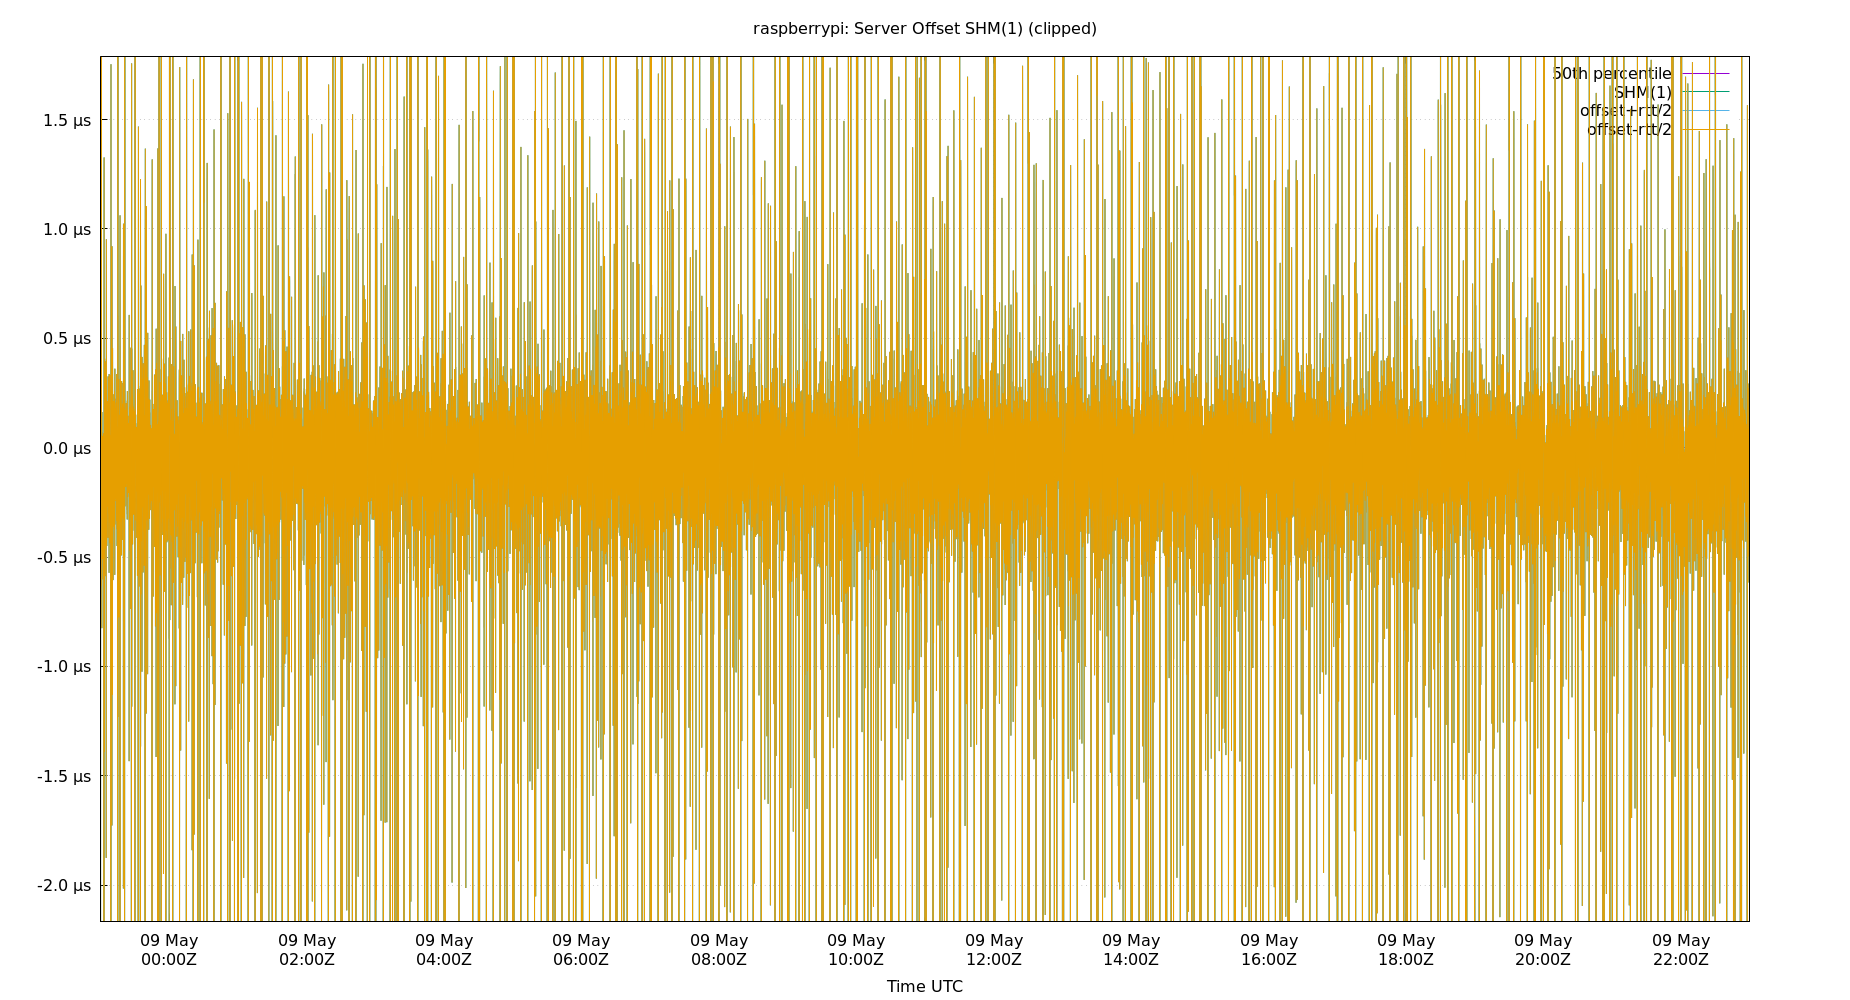 raspberrypi: Server Offset SHM(1) (clipped)
50th percentile
SHM(1)
offset+rtt/2
offset-rtt/2
1.5 µs
1.0 µs
0.5 µs
0.0 µs
-0.5 µs
-1.0 µs
-1.5 µs
-2.0 µs
09 May 09 May 09 May 09 May 09 May 09 May 09 May 09 May 09 May 09 May 09 May 09 May
00:00Z 02:00Z 04:00Z 06:00Z 08:00Z 10:00Z 12:00Z 14:00Z 16:00Z 18:00Z 20:00Z 22:00Z
Time UTC